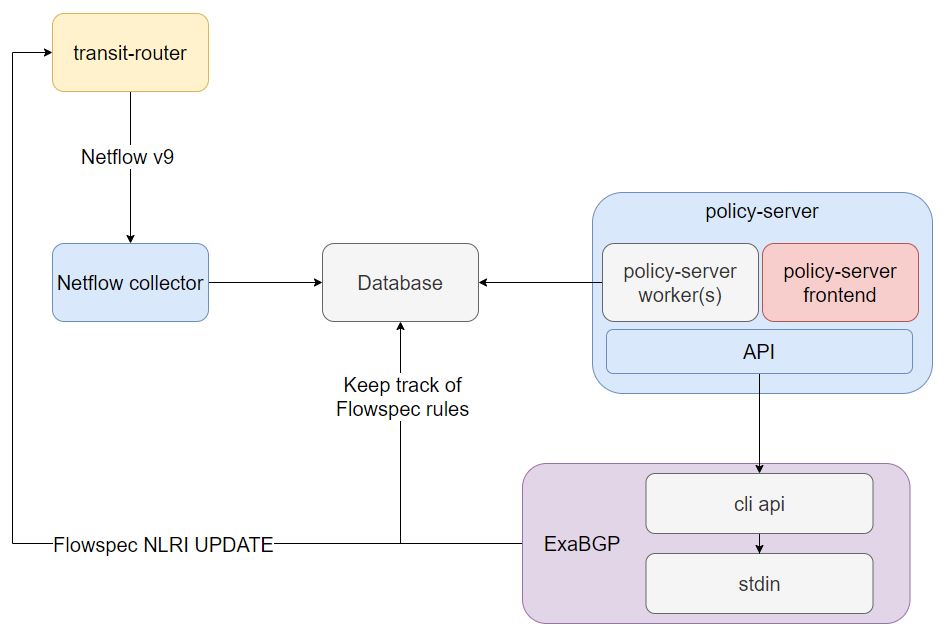 transit-router
Netflow v9
policy-server
Netflow collector
Database
policy-server
worker(s)
policy-server
frontend
API
Keep track of
Flowspec rules
cli api
Flowspec NLRI UPDATE
ExaBGP
stdin